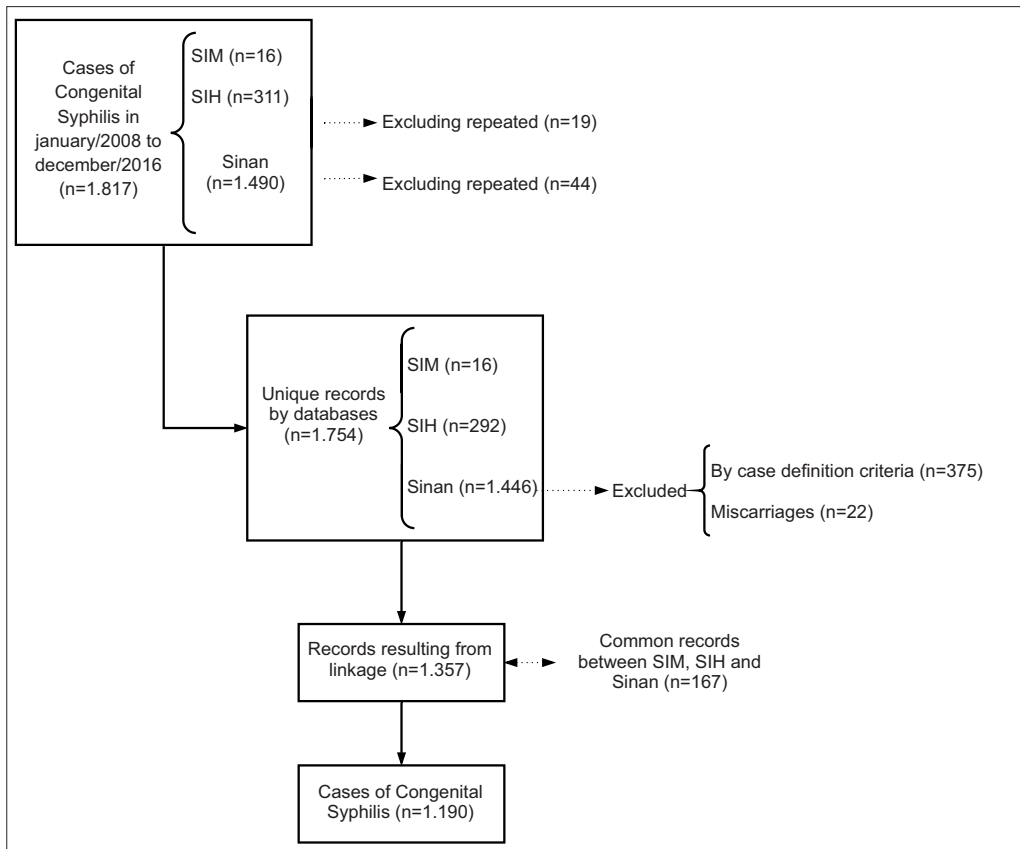 Cases of
Congenital
Syphilis in
january/2008 to
december/2016
(n=1.817)
SIM (n=16)
SIH (n=311)
Sinan
(n=1.490)
Excluding repeated (n=19)
Excluding repeated (n=44)
Unique records
by databases
(n=1.754)
SIM (n=16)
SIH (n=292)
Sinan (n=1.446)
Excluded
By case definition criteria (n=375)
Miscarriages (n=22)
Records resulting from
linkage (n=1.357)
Common records
between SIM, SIH and
Sinan (n=167)
Cases of Congenital
Syphilis (n=1.190)